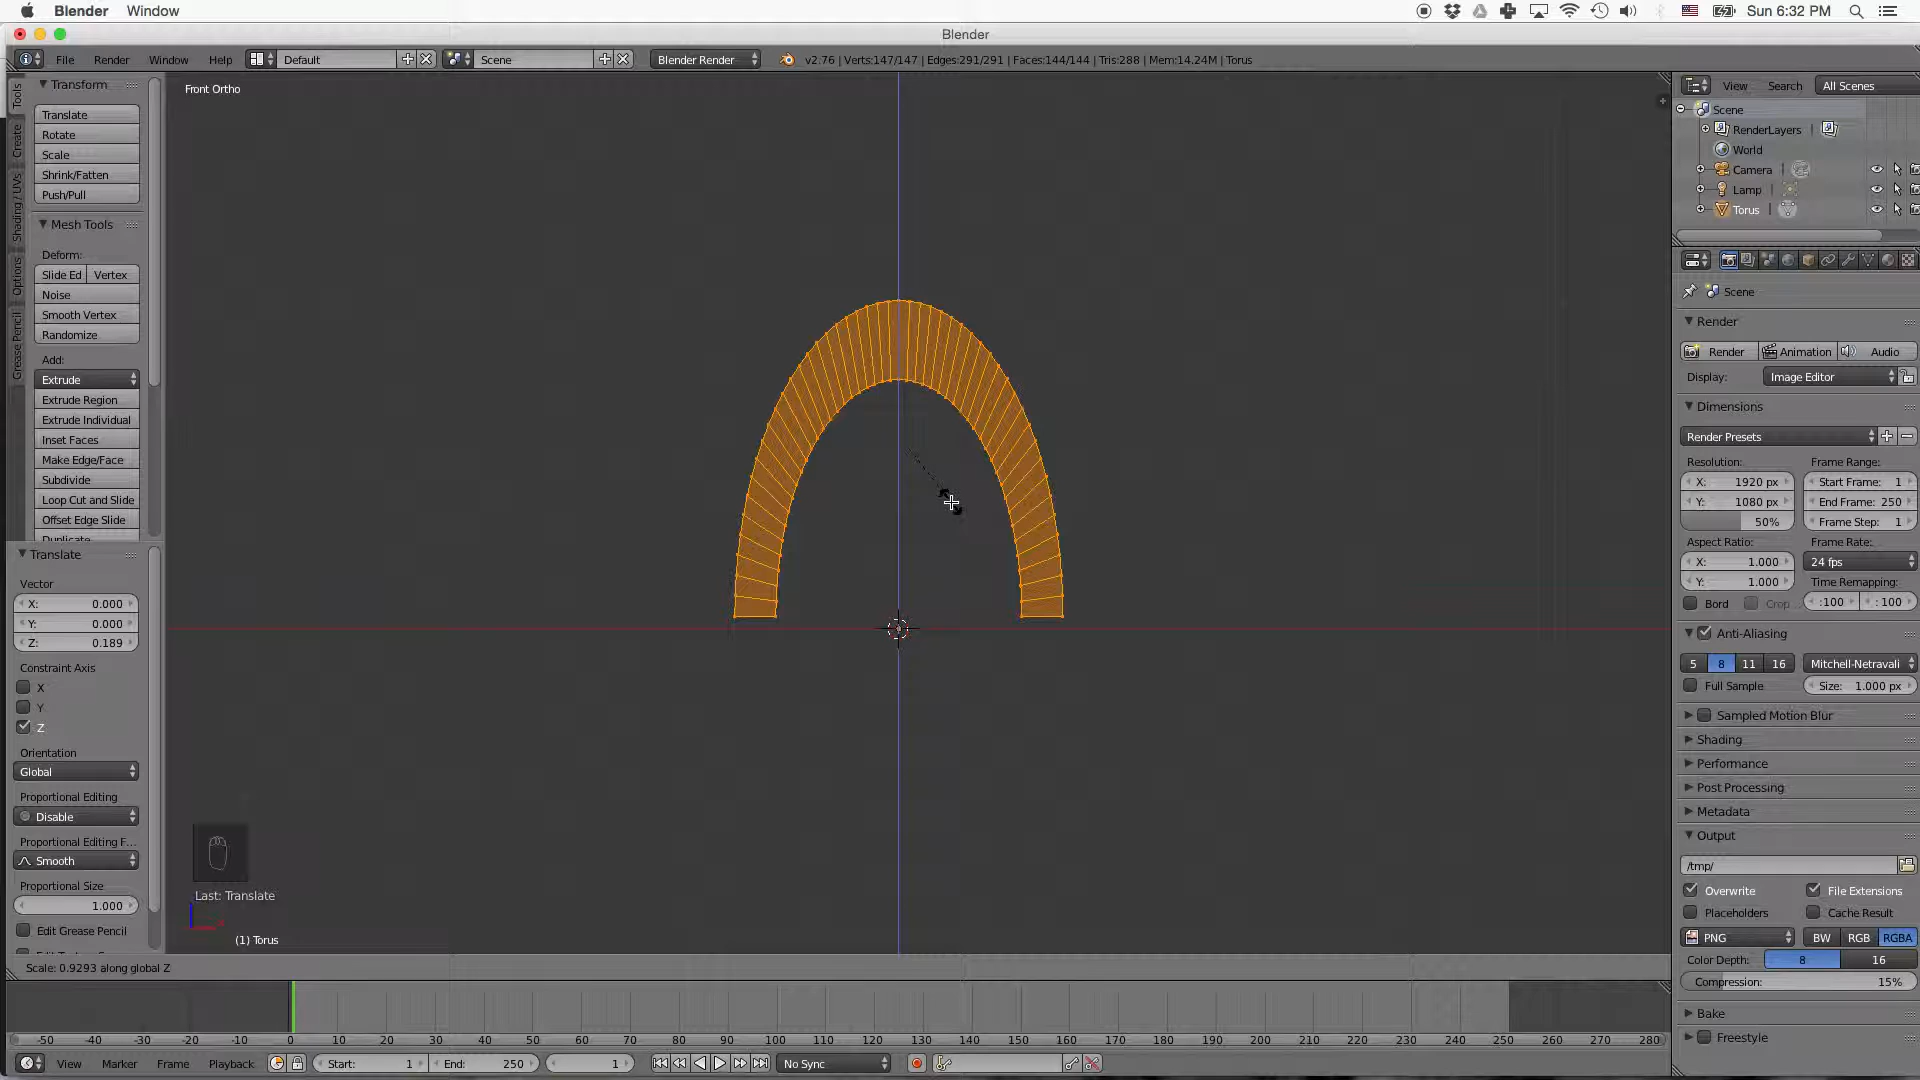 Blender Window Sun 6:32 PM
Blender
File Render Window Help Default Scene Blender Render v2.76 | Verts:147/147 | Edges:291/291 | Faces:144/144 | Tris:288 | Mem:14.24M | Torus
Tools
Create
Shading / UVs
Options
Grease Pencil
Transform
Translate
Rotate
Scale
Shrink/Fatten
Push/Pull
Mesh Tools
Deform:
Slide Ed Vertex
Noise
Smooth Vertex
Randomize
Add:
Extrude
Extrude Region
Extrude Individual
Inset Faces
Make Edge/Face
Subdivide
Loop Cut and Slide
Offset Edge Slide
Duplicate
Translate
Vector
X: 0.000
Y: 0.000
Z: 0.189
Constraint Axis
X
Y
Z
Orientation
Global
Proportional Editing
Disable
Proportional Editing F...
Smooth
Proportional Size
1.000
Edit Grease Pencil
Front Ortho
Last: Translate
(1) Torus
Scale: 0.9293 along global Z
View Search All Scenes
Scene
RenderLayers
World
Camera
Lamp
Torus
Scene
Render
Render Animation Audio
Display: Image Editor
Dimensions
Render Presets
Resolution: Frame Range:
X: 1920 px Start Frame: 1
Y: 1080 px End Frame: 250
50% Frame Step: 1
Aspect Ratio: Frame Rate:
X: 1.000 24 fps
Y: 1.000 Time Remapping:
Bord Crop :100 : 100
Anti-Aliasing
5 8 11 16 Mitchell-Netravali
Full Sample Size: 1.000 px
Sampled Motion Blur
Shading
Performance
Post Processing
Metadata
Output
/tmp/
Overwrite File Extensions
Placeholders Cache Result
PNG BW RGB RGBA
Color Depth: 8 16
Compression: 15%
Bake
Freestyle
-50 -40 -30 -20 -10 0 10 20 30 40 50 60 70 80 90 100 110 120 130 140 150 160 170 180 190 200 210 220 230 240 250 260 270 280
View Marker Frame Playback Start: 1 End: 250 1 No Sync